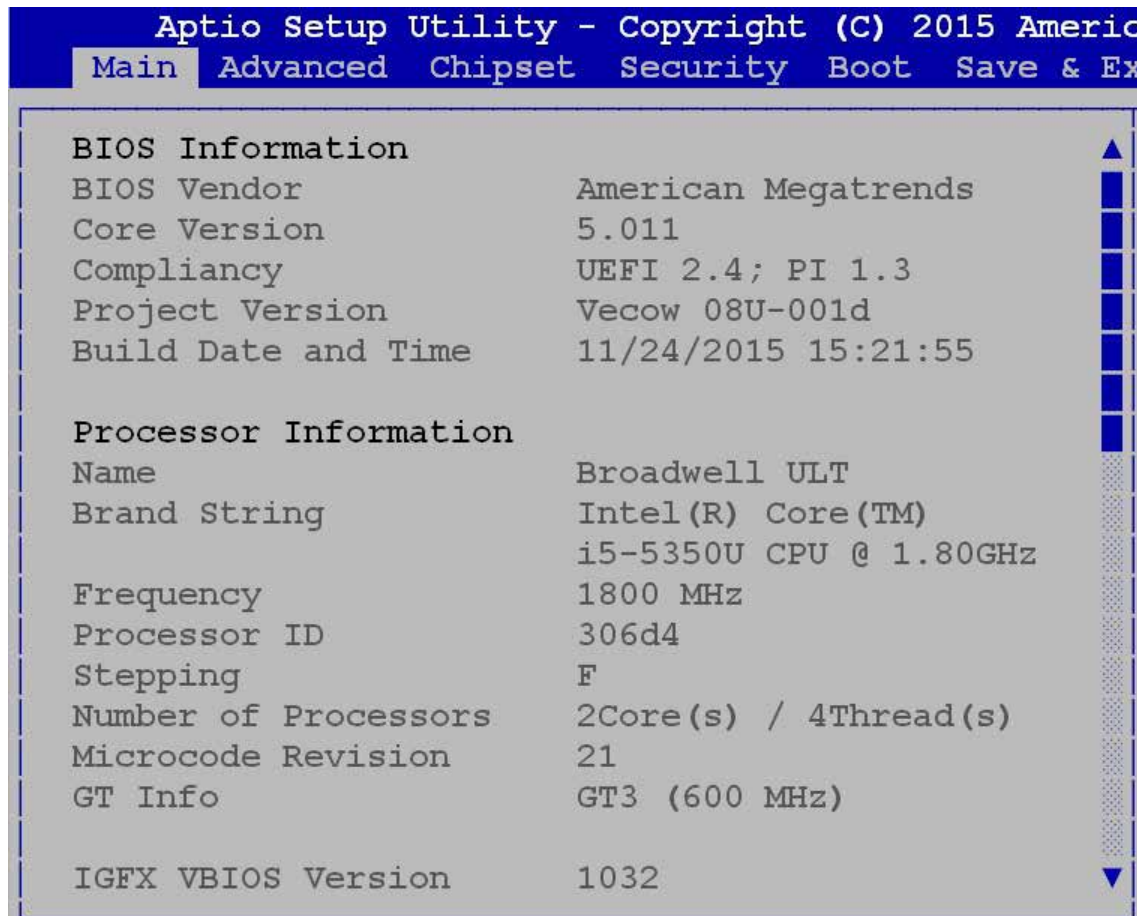 Aptio Setup Utility - Copyright (C) 2015 Americ
Main Advanced Chipset Security Boot Save & Ex
BIOS Information
BIOS Vendor American Megatrends
Core Version 5.011
Compliancy UEFI 2.4; PI 1.3
Project Version Vecow 08U-001d
Build Date and Time 11/24/2015 15:21:55
Processor Information
Name Broadwell ULT
Brand String Intel(R) Core(TM)
i5-5350U CPU @ 1.80GHz
Frequency 1800 MHz
Processor ID 306d4
Stepping F
Number of Processors 2Core(s) / 4Thread(s)
Microcode Revision 21
GT Info GT3 (600 MHz)
IGFX VBIOS Version 1032